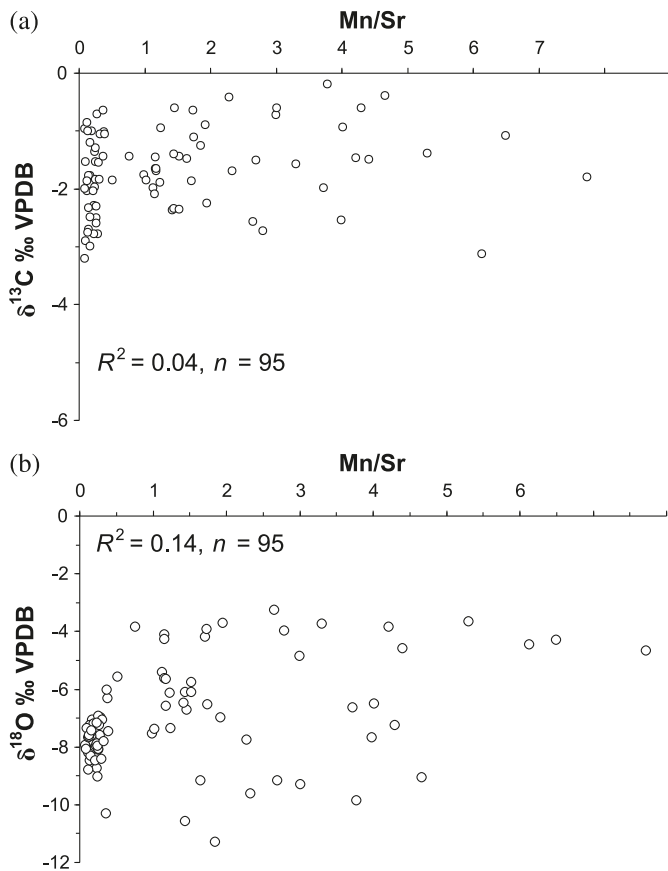 (a)
Mn/Sr
0 1 2 3 4 5 6 7
0
-2
-4
-6
δ¹³C ‰ VPDB
R² = 0.04, n = 95
(b)
Mn/Sr
0 1 2 3 4 5 6
0
-2
-4
-6
-8
-10
-12
δ¹⁸O ‰ VPDB
R² = 0.14, n = 95